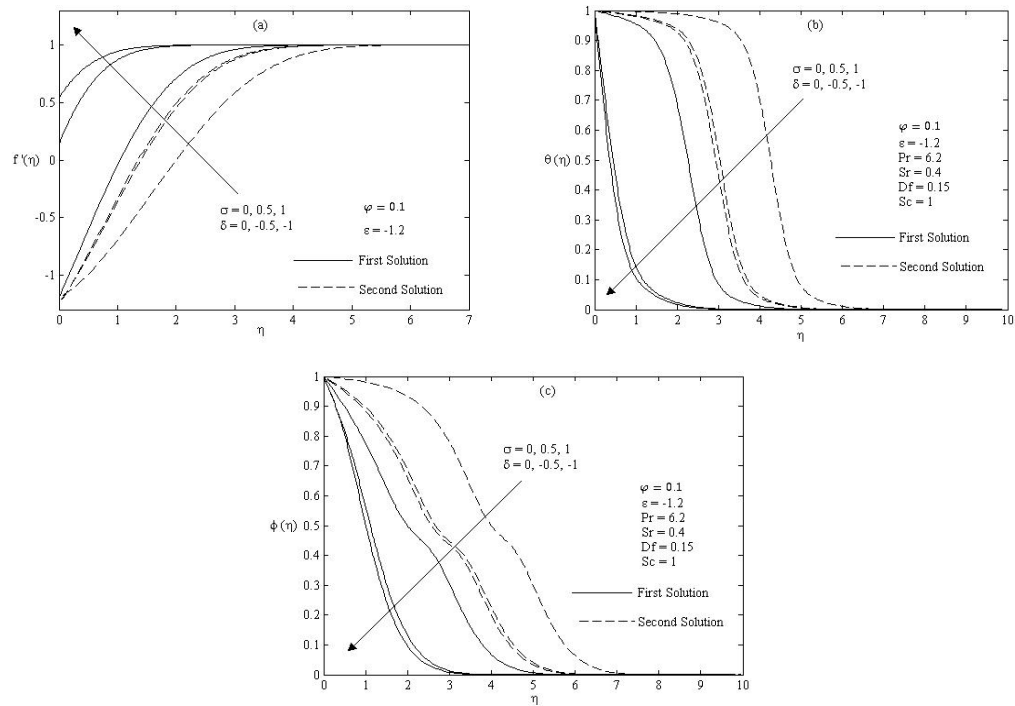 (a)
1
0.5
0
-0.5
-1
f '(η)
σ = 0, 0.5, 1
δ = 0, -0.5, -1
φ = 0.1
ε = -1.2
First Solution
Second Solution
0 1 2 3 4 5 6 7
η
(b)
1
0.9
0.8
0.7
0.6
0.5
0.4
0.3
0.2
0.1
0
θ (η)
σ = 0, 0.5, 1
δ = 0, -0.5, -1
φ = 0.1
ε = -1.2
Pr = 6.2
Sr = 0.4
Df = 0.15
Sc = 1
First Solution
Second Solution
0 1 2 3 4 5 6 7 8 9 10
η
(c)
1
0.9
0.8
0.7
0.6
0.5
0.4
0.3
0.2
0.1
0
ϕ (η)
σ = 0, 0.5, 1
δ = 0, -0.5, -1
φ = 0.1
ε = -1.2
Pr = 6.2
Sr = 0.4
Df = 0.15
Sc = 1
First Solution
Second Solution
0 1 2 3 4 5 6 7 8 9 10
η